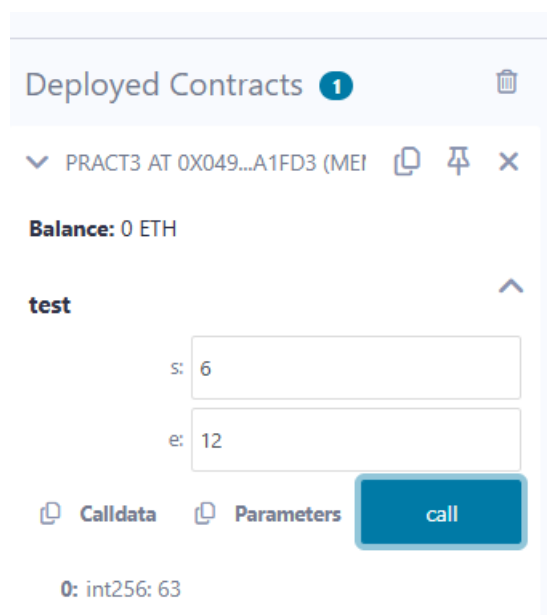 Deployed Contracts 1
PRACT3 AT 0X049...A1FD3 (MEI
Balance: 0 ETH
test
s: 6
e: 12
Calldata Parameters call
0: int256: 63